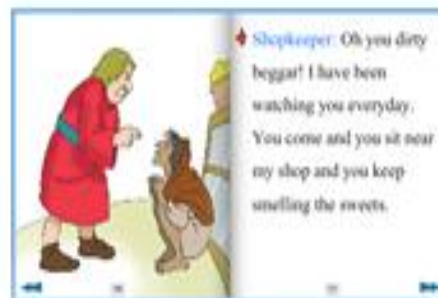 Shopkeeper: Oh you dirty
beggar! I have been
watching you everyday.
You come and you sit near
my shop and you keep
smelling the sweets.